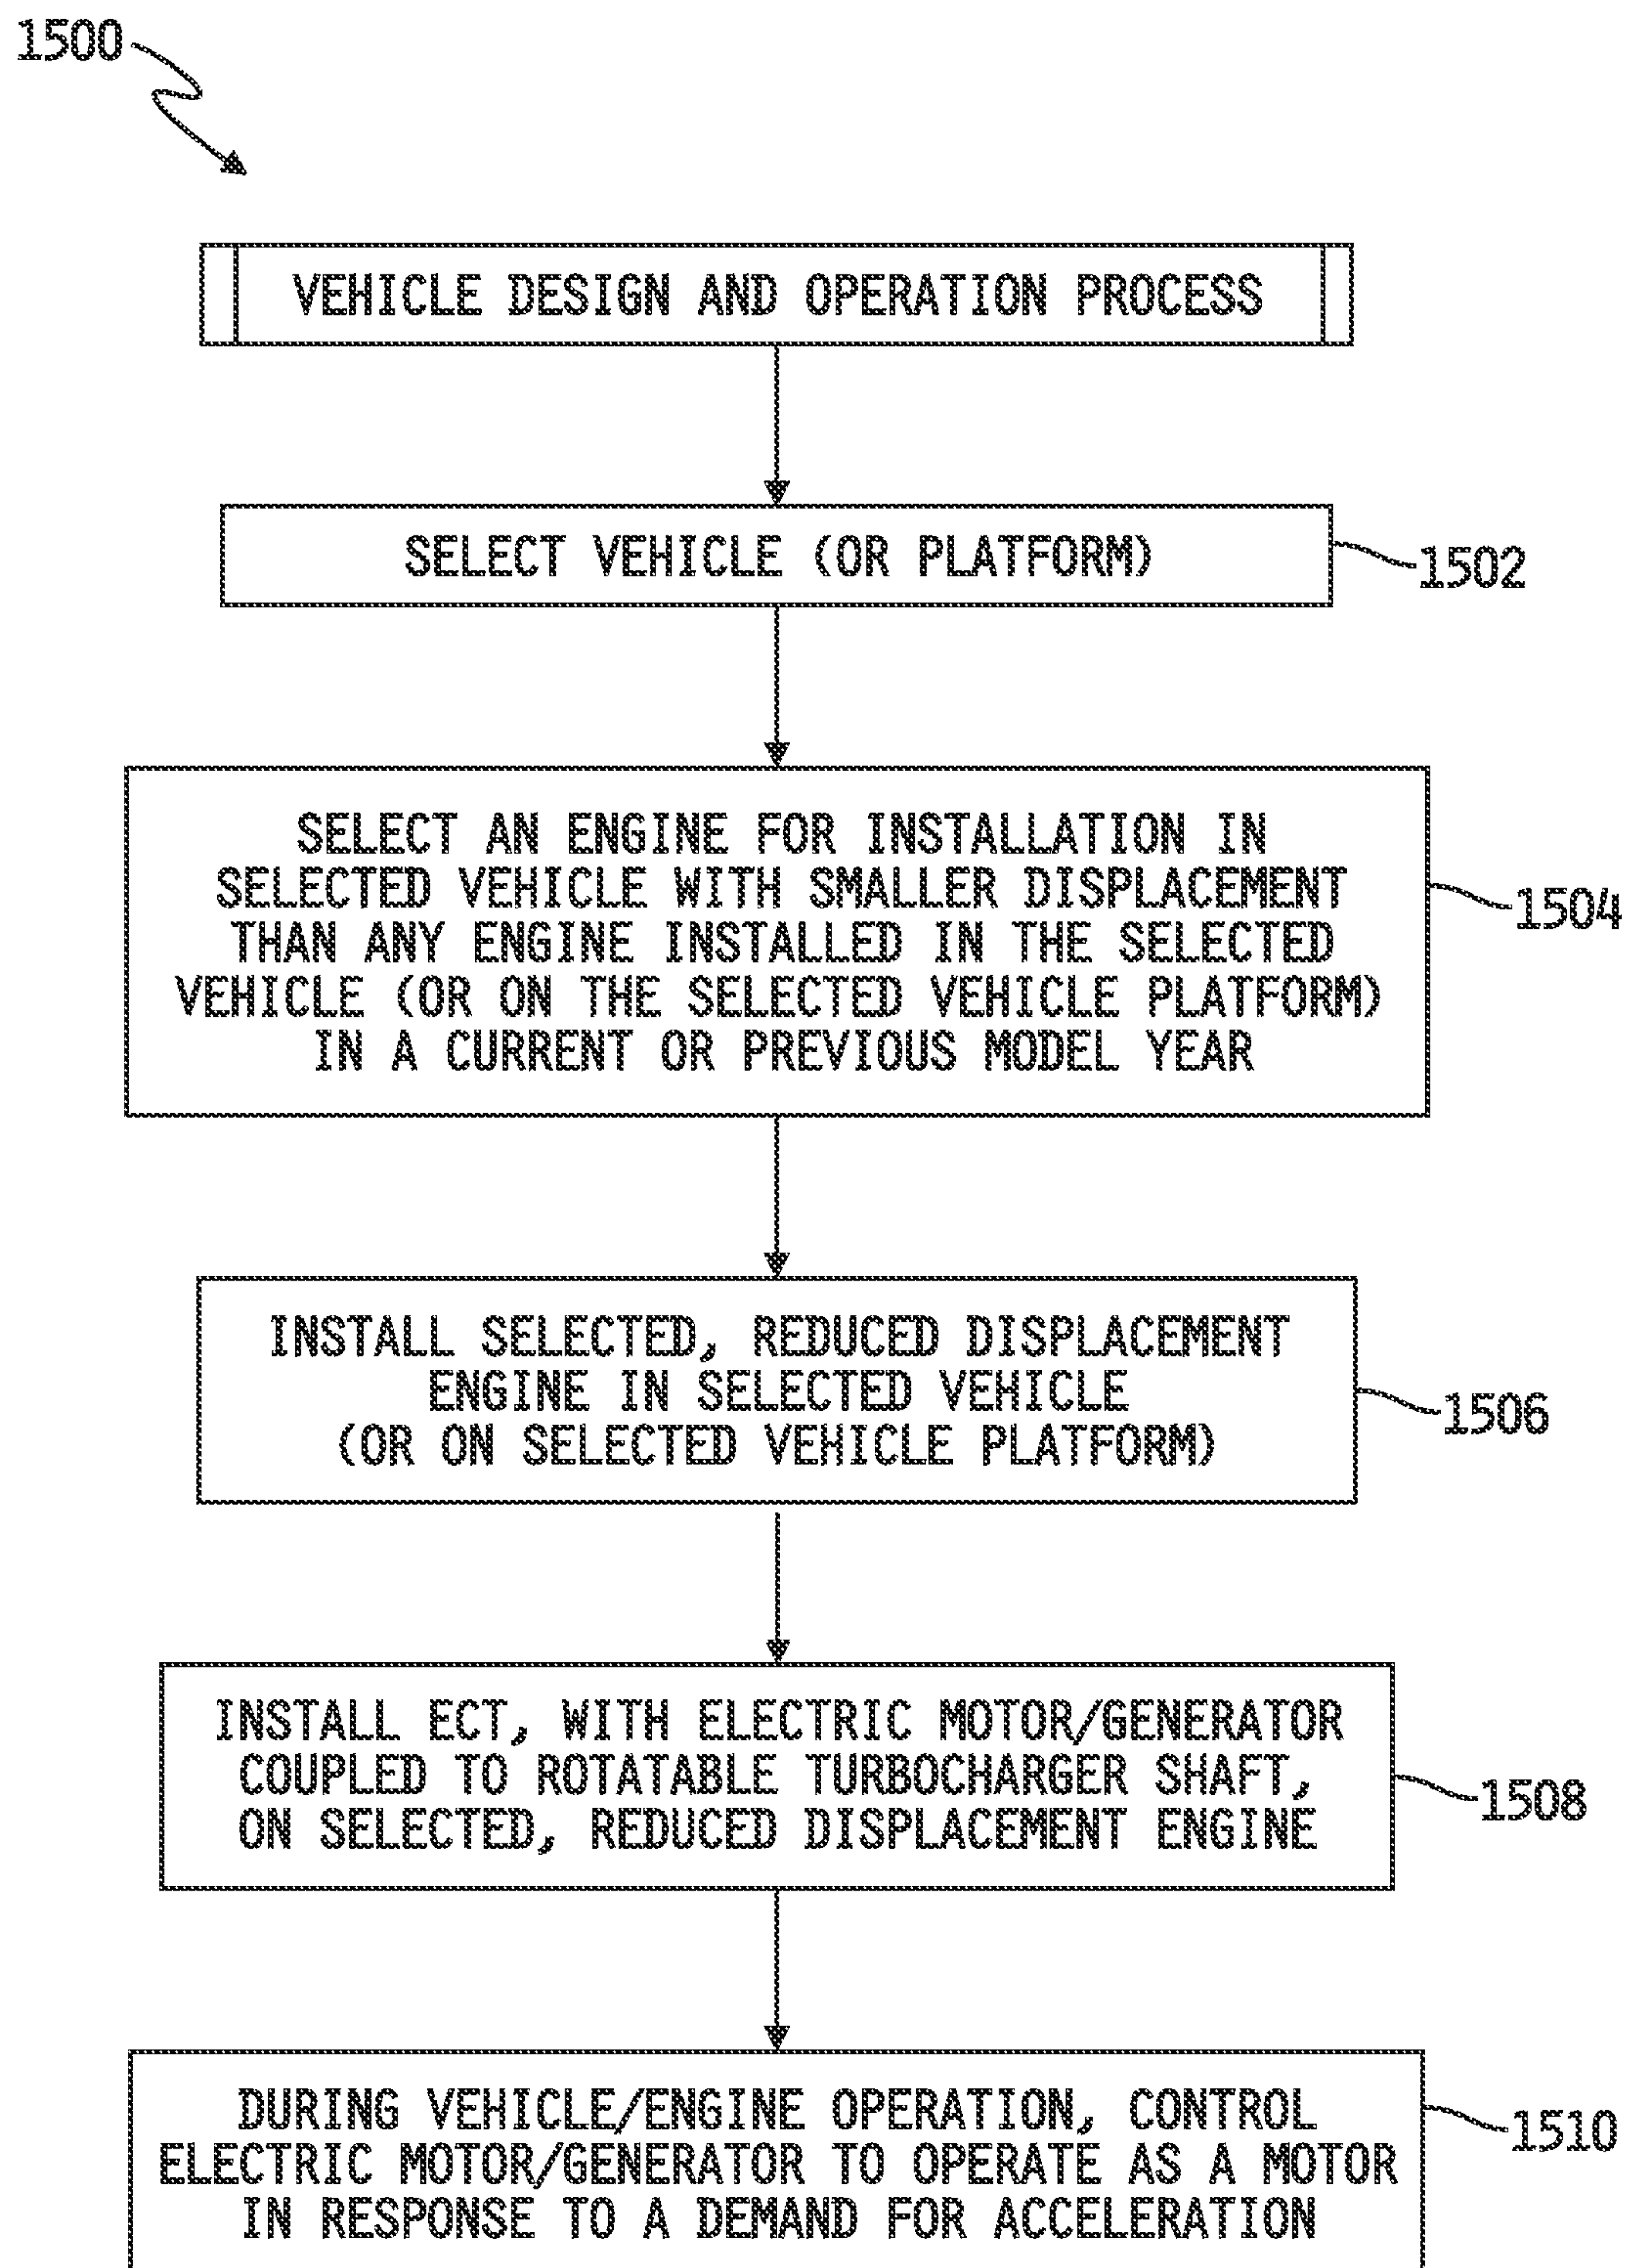 1500
VEHICLE DESIGN AND OPERATION PROCESS
SELECT VEHICLE (OR PLATFORM)
1502
SELECT AN ENGINE FOR INSTALLATION IN
SELECTED VEHICLE WITH SMALLER DISPLACEMENT
THAN ANY ENGINE INSTALLED IN THE SELECTED
VEHICLE (OR ON THE SELECTED VEHICLE PLATFORM)
IN A CURRENT OR PREVIOUS MODEL YEAR
1504
INSTALL SELECTED, REDUCED DISPLACEMENT
ENGINE IN SELECTED VEHICLE
(OR ON SELECTED VEHICLE PLATFORM)
1506
INSTALL ECT, WITH ELECTRIC MOTOR/GENERATOR
COUPLED TO ROTATABLE TURBOCHARGER SHAFT,
ON SELECTED, REDUCED DISPLACEMENT ENGINE
1508
DURING VEHICLE/ENGINE OPERATION, CONTROL
ELECTRIC MOTOR/GENERATOR TO OPERATE AS A MOTOR
IN RESPONSE TO A DEMAND FOR ACCELERATION
1510